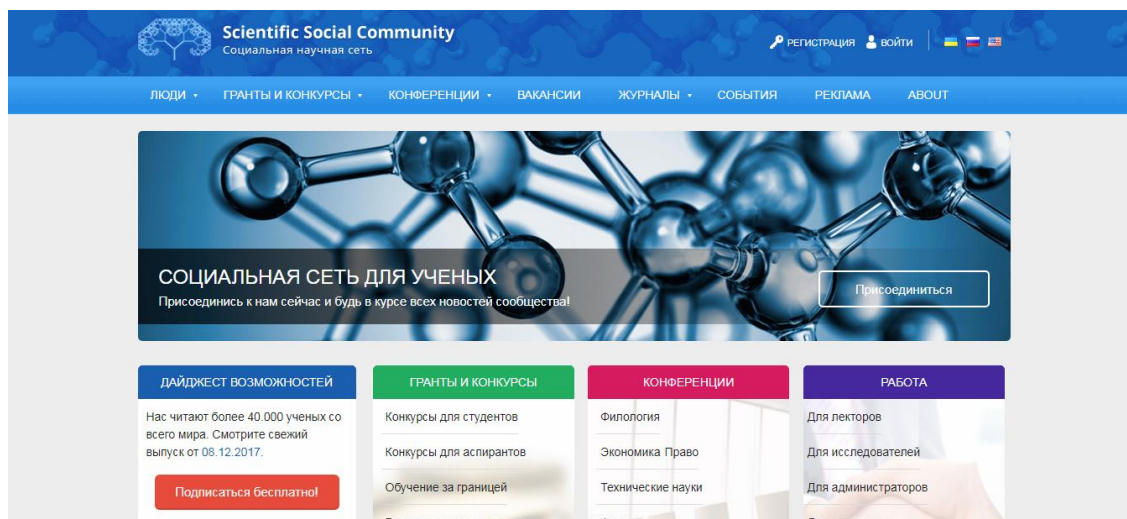 Scientific Social Community
Социальная научная сеть
РЕГИСТРАЦИЯ ВОЙТИ
ЛЮДИ ГРАНТЫ И КОНКУРСЫ КОНФЕРЕНЦИИ ВАКАНСИИ ЖУРНАЛЫ СОБЫТИЯ РЕКЛАМА ABOUT
СОЦИАЛЬНАЯ СЕТЬ ДЛЯ УЧЕНЫХ
Присоединись к нам сейчас и будь в курсе всех новостей сообщества!
Присоединиться
ДАЙДЖЕСТ ВОЗМОЖНОСТЕЙ
Нас читают более 40.000 ученых со
всего мира. Смотрите свежий
выпуск от 08.12.2017.
Подписаться бесплатно!
ГРАНТЫ И КОНКУРСЫ
Конкурсы для студентов
Конкурсы для аспирантов
Обучение за границей
КОНФЕРЕНЦИИ
Филология
Экономика Право
Технические науки
РАБОТА
Для лекторов
Для исследователей
Для администраторов